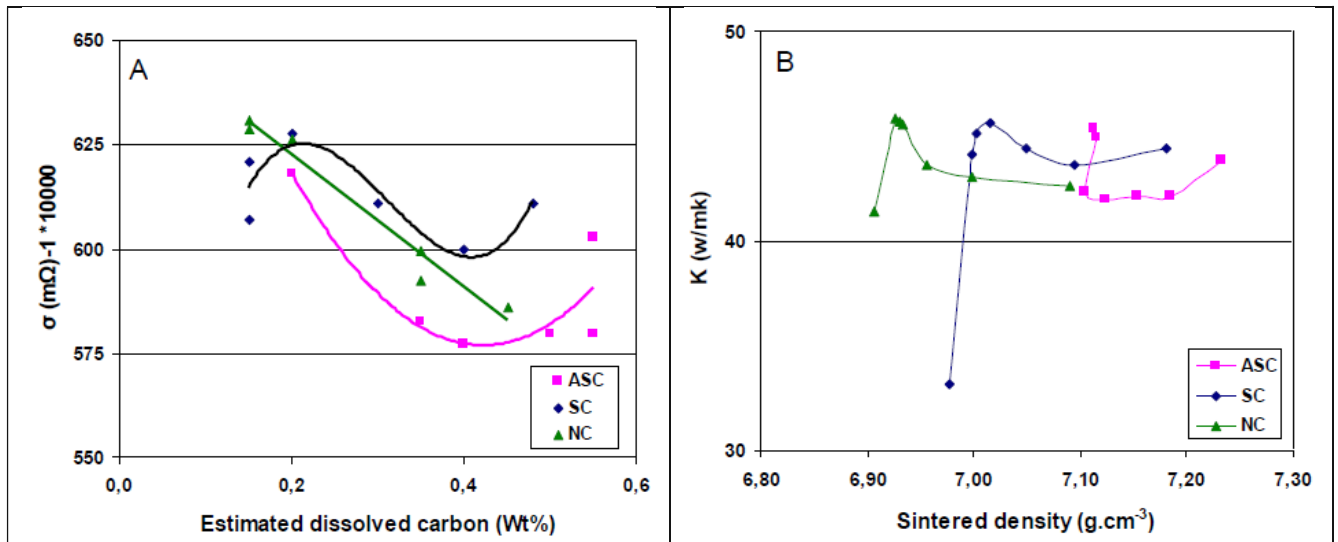 A
650
625
600
575
550
σ (mΩ)-1 *10000
0,0 0,2 0,4 0,6
Estimated dissolved carbon (Wt%)
ASC
SC
NC
B
50
40
30
K (w/mk)
6,80 6,90 7,00 7,10 7,20 7,30
Sintered density (g.cm⁻³)
ASC
SC
NC